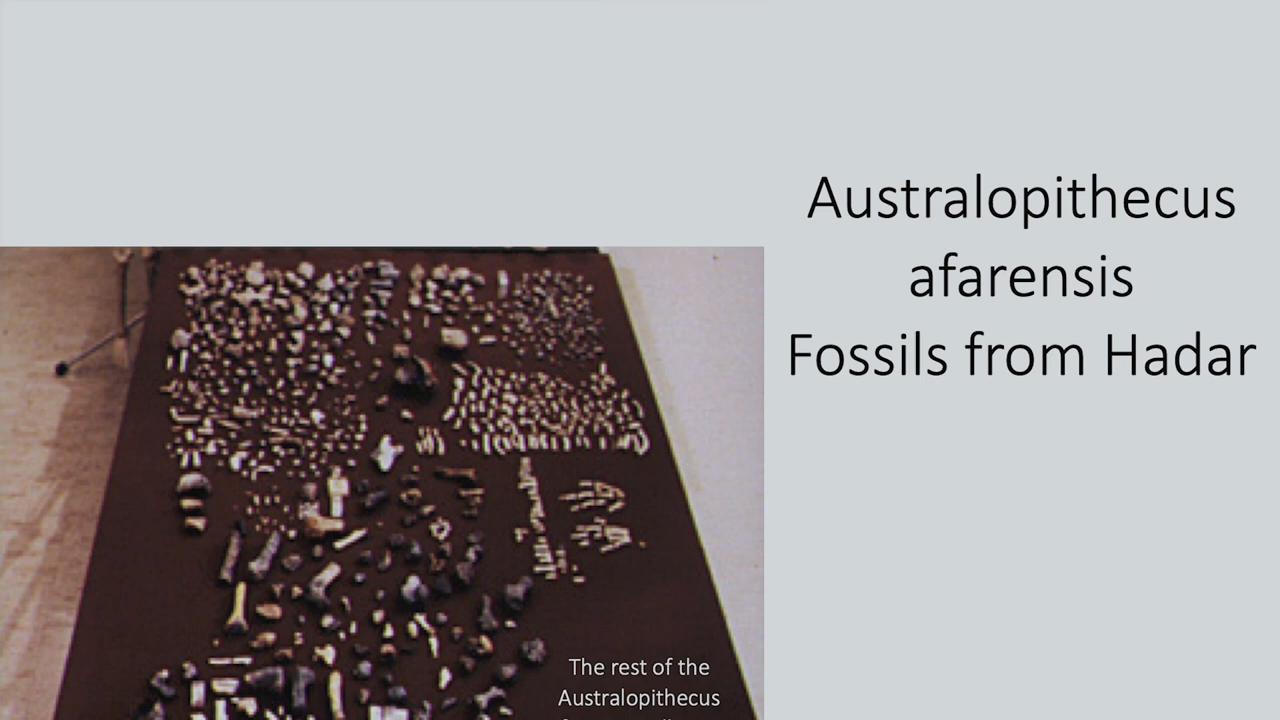 Australopithecus
afarensis
Fossils from Hadar
The rest of the
Australopithecus